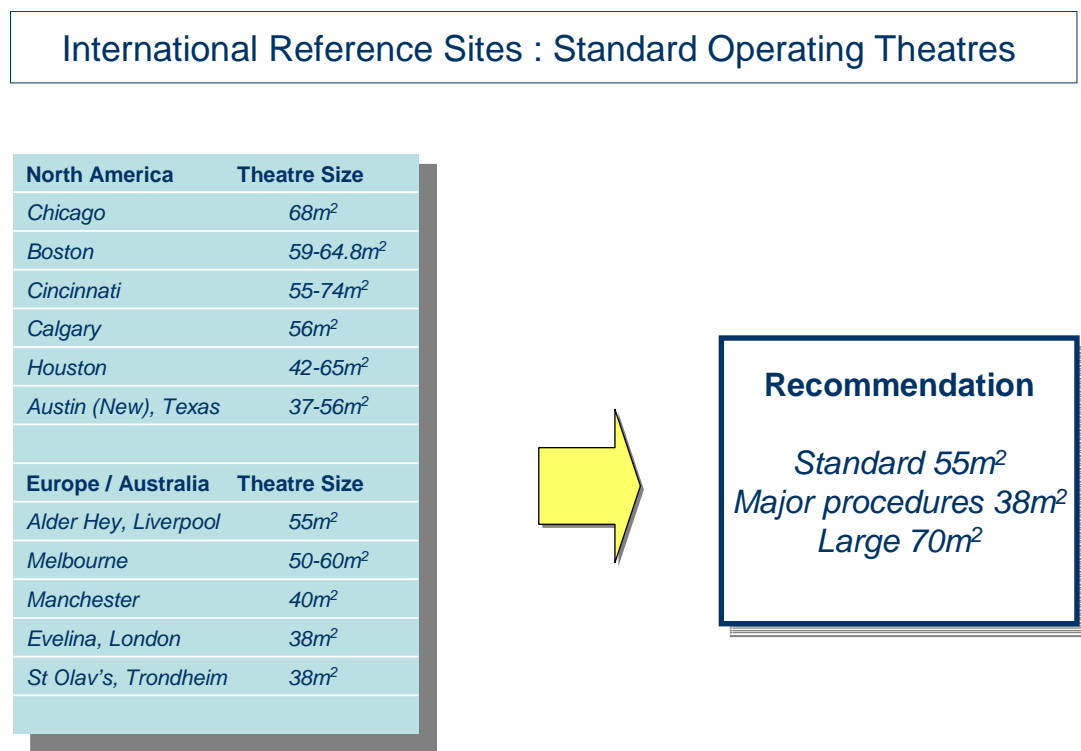 International Reference Sites : Standard Operating Theatres
North America Theatre Size
Chicago 68m²
Boston 59-64.8m²
Cincinnati 55-74m²
Calgary 56m²
Houston 42-65m²
Austin (New), Texas 37-56m²
Europe / Australia Theatre Size
Alder Hey, Liverpool 55m²
Melbourne 50-60m²
Manchester 40m²
Evelina, London 38m²
St Olav’s, Trondheim 38m²
Recommendation
Standard 55m²
Major procedures 38m²
Large 70m²